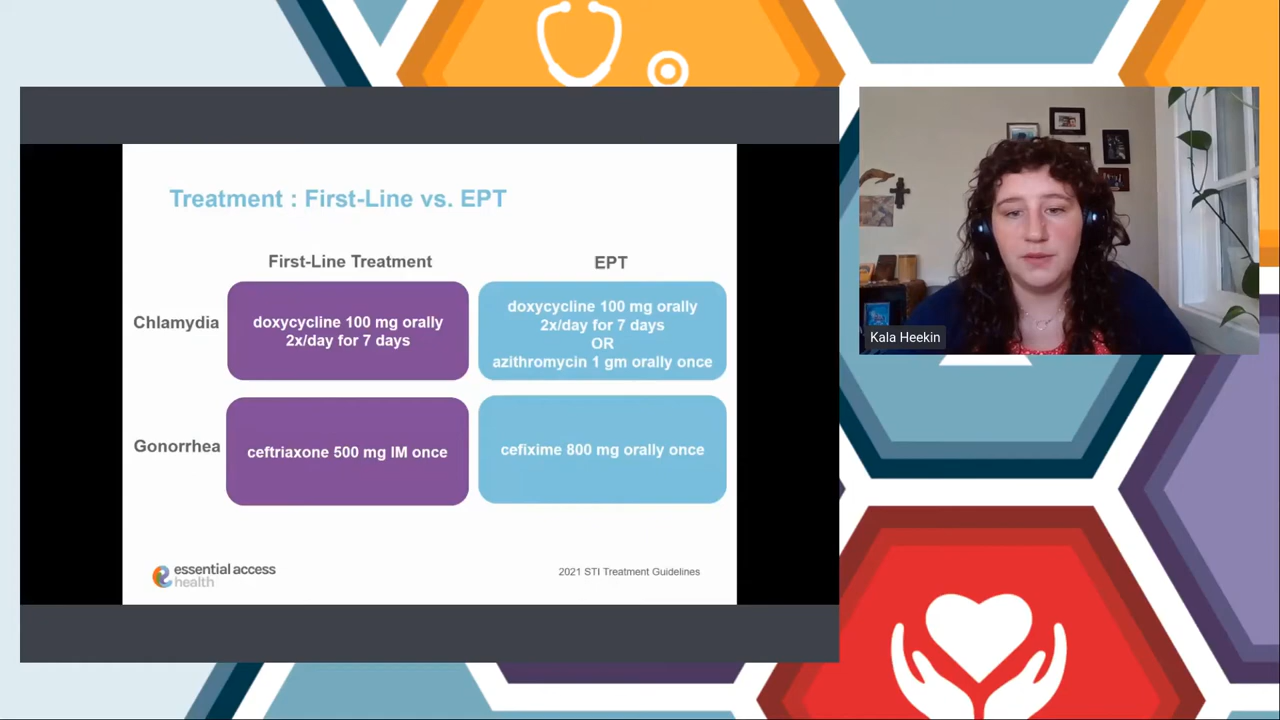 Treatment : First-Line vs. EPT
First-Line Treatment
EPT
Chlamydia
doxycycline 100 mg orally
2x/day for 7 days
doxycycline 100 mg orally
2x/day for 7 days
OR
azithromycin 1 gm orally once
Gonorrhea
ceftriaxone 500 mg IM once
cefixime 800 mg orally once
essential access
health
2021 STI Treatment Guidelines
Kala Heekin